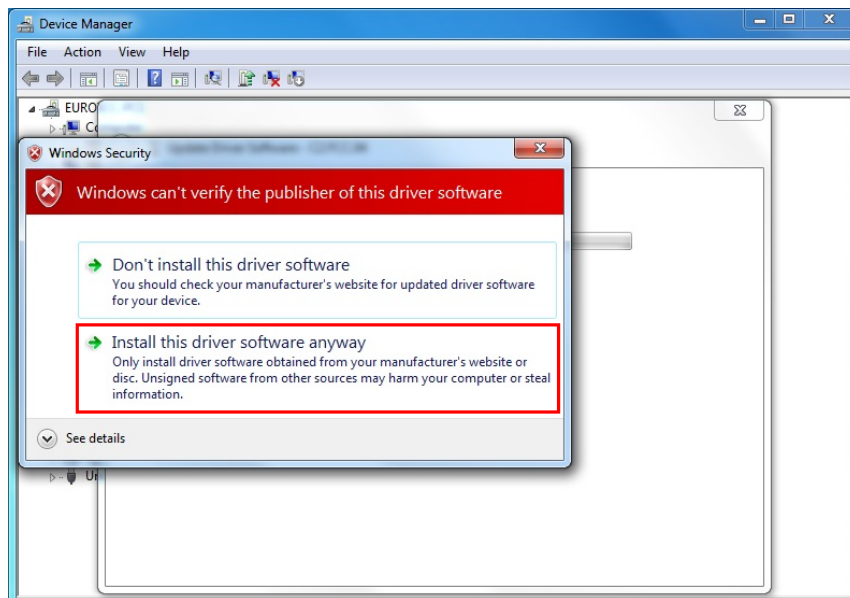 Device Manager
File Action View Help
EURO
Co
Windows Security
Windows can't verify the publisher of this driver software
Don't install this driver software
You should check your manufacturer's website for updated driver software
for your device.
Install this driver software anyway
Only install driver software obtained from your manufacturer's website or
disc. Unsigned software from other sources may harm your computer or steal
information.
See details
Un